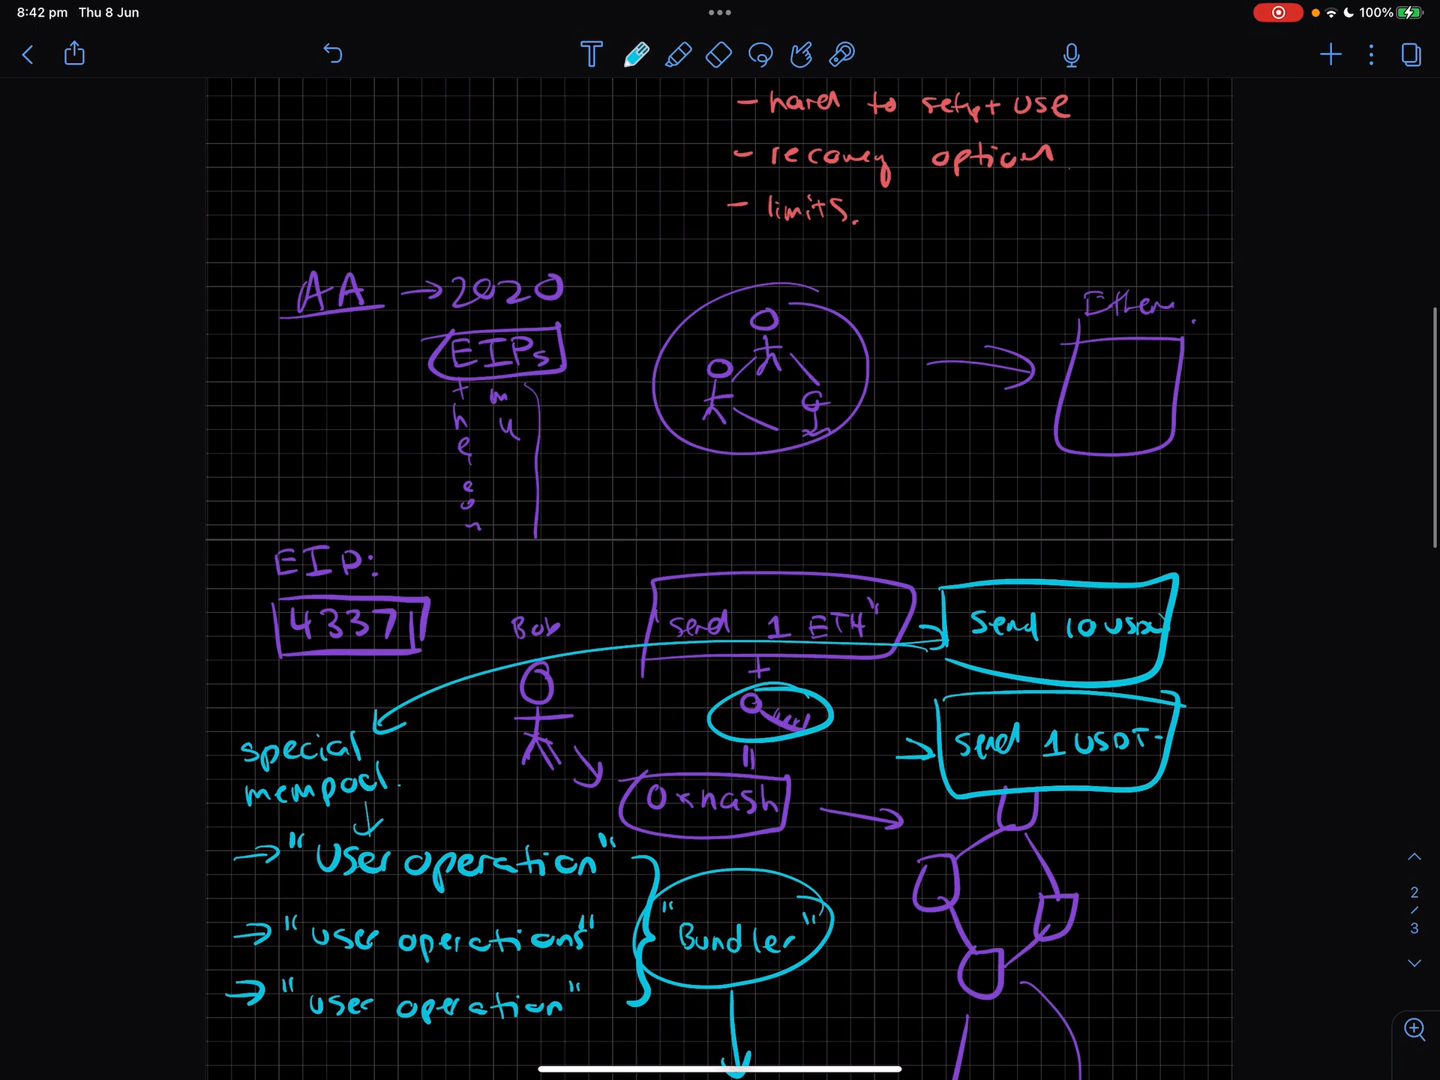 8:42 pm Thu 8 Jun
100%
- hard to setup + use
- recovery options
- limits.
AA → 2020
EIPs
Ether.
EIP:
4337
Bob
"send 1 ETH"
+
Send 10 USDC
=
Send 1 USDT
0xhash
special
mempool.
→ "User operation"
→ "user operations"
→ "user operation"
"Bundler"
2
/
3